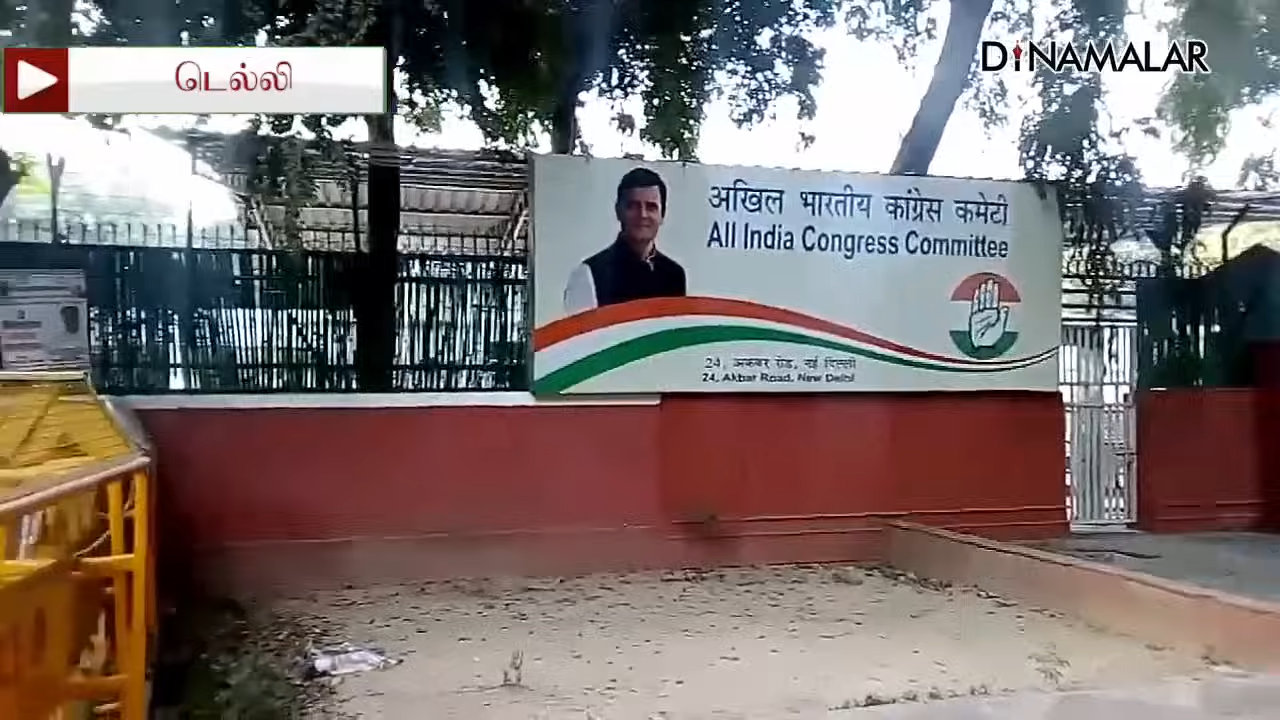 டெல்லி
DINAMALAR
अखिल भारतीय कांग्रेस कमेटी
All India Congress Committee
24, अकबर रोड, नई दिल्ली
24, Akbar Road, New Delhi